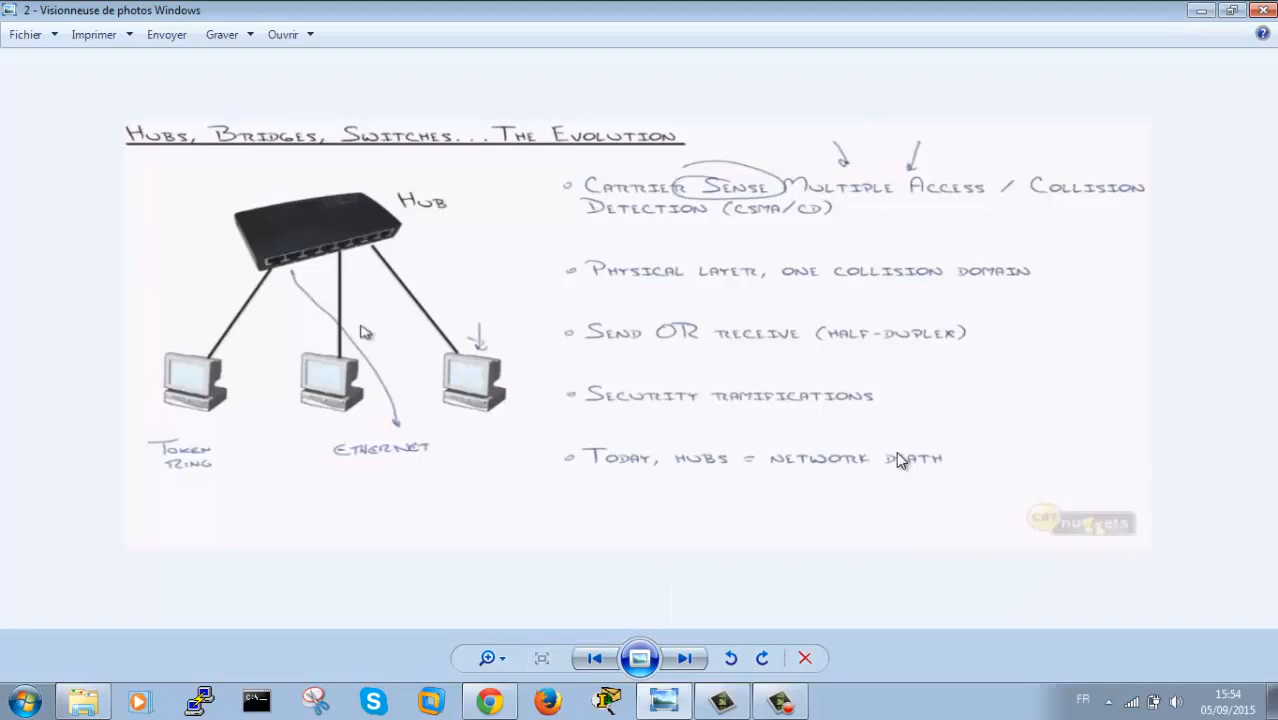 2 - Visionneuse de photos Windows
Fichier Imprimer Envoyer Graver Ouvrir
HUBS, BRIDGES, SWITCHES...THE EVOLUTION
HUB
CARRIER SENSE MULTIPLE ACCESS / COLLISION
DETECTION (CSMA/CD)
PHYSICAL LAYER, ONE COLLISION DOMAIN
SEND OR RECEIVE (HALF-DUPLEX)
SECURITY RAMIFICATIONS
TODAY, HUBS = NETWORK DEATH
TOKEN
RING
ETHERNET
CBT
nuggets
FR
15:54
05/09/2015